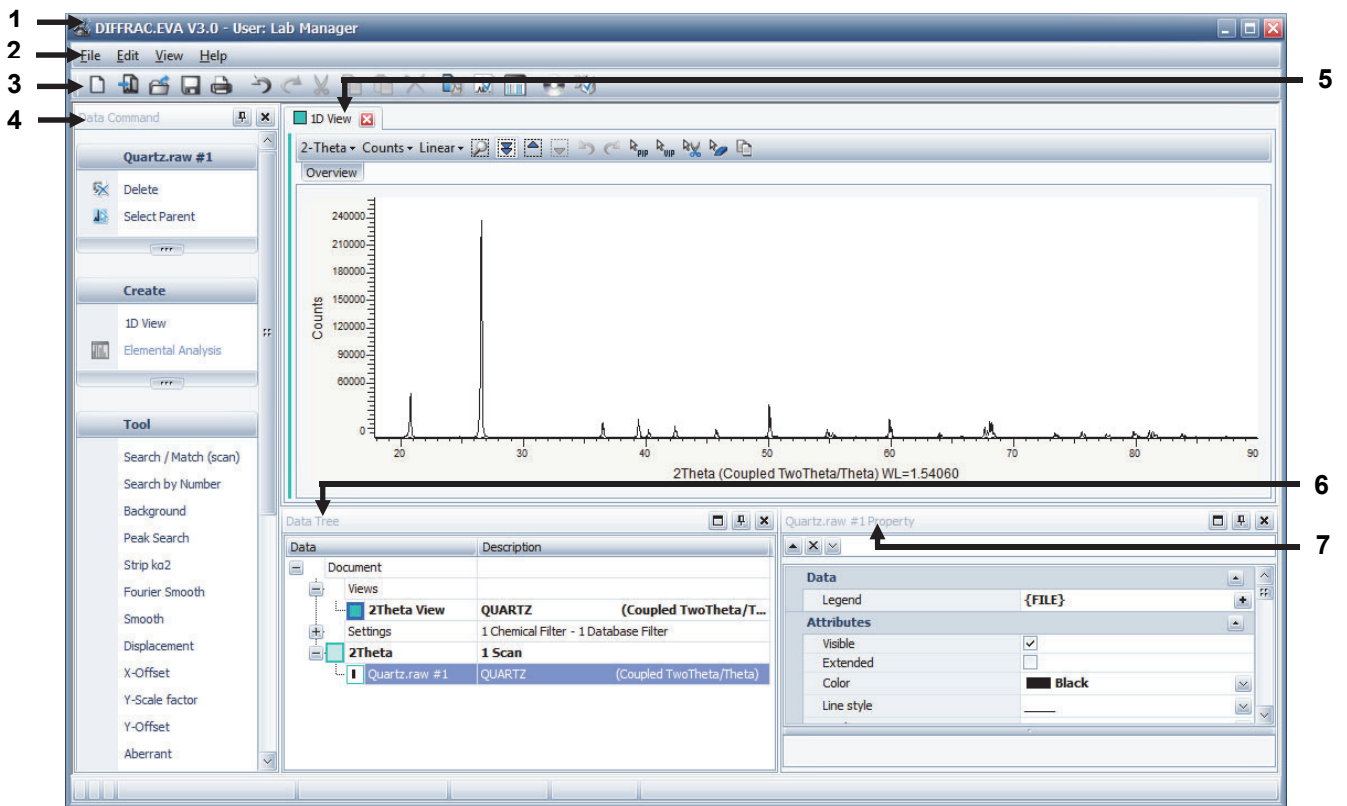 1
DIFFRAC.EVA V3.0 - User: Lab Manager
2
File Edit View Help
3
5
4
Data Command
Quartz.raw #1
Delete
Select Parent
Create
1D View
Elemental Analysis
Tool
Search / Match (scan)
Search by Number
Background
Peak Search
Strip kα2
Fourier Smooth
Smooth
Displacement
X-Offset
Y-Scale factor
Y-Offset
Aberrant
1D View
2-Theta Counts Linear PIP VIP
Overview
Counts
240000
210000
180000
150000
120000
90000
60000
0
20 30 40 50 60 70 80 90
2Theta (Coupled TwoTheta/Theta) WL=1.54060
6
Data Tree
Data Description
Document
Views
2Theta View QUARTZ (Coupled TwoTheta/T...
Settings 1 Chemical Filter - 1 Database Filter
2Theta 1 Scan
Quartz.raw #1 QUARTZ (Coupled TwoTheta/Theta)
Quartz.raw #1 Property
7
Data
Legend {FILE}
Attributes
Visible
Extended
Color Black
Line style